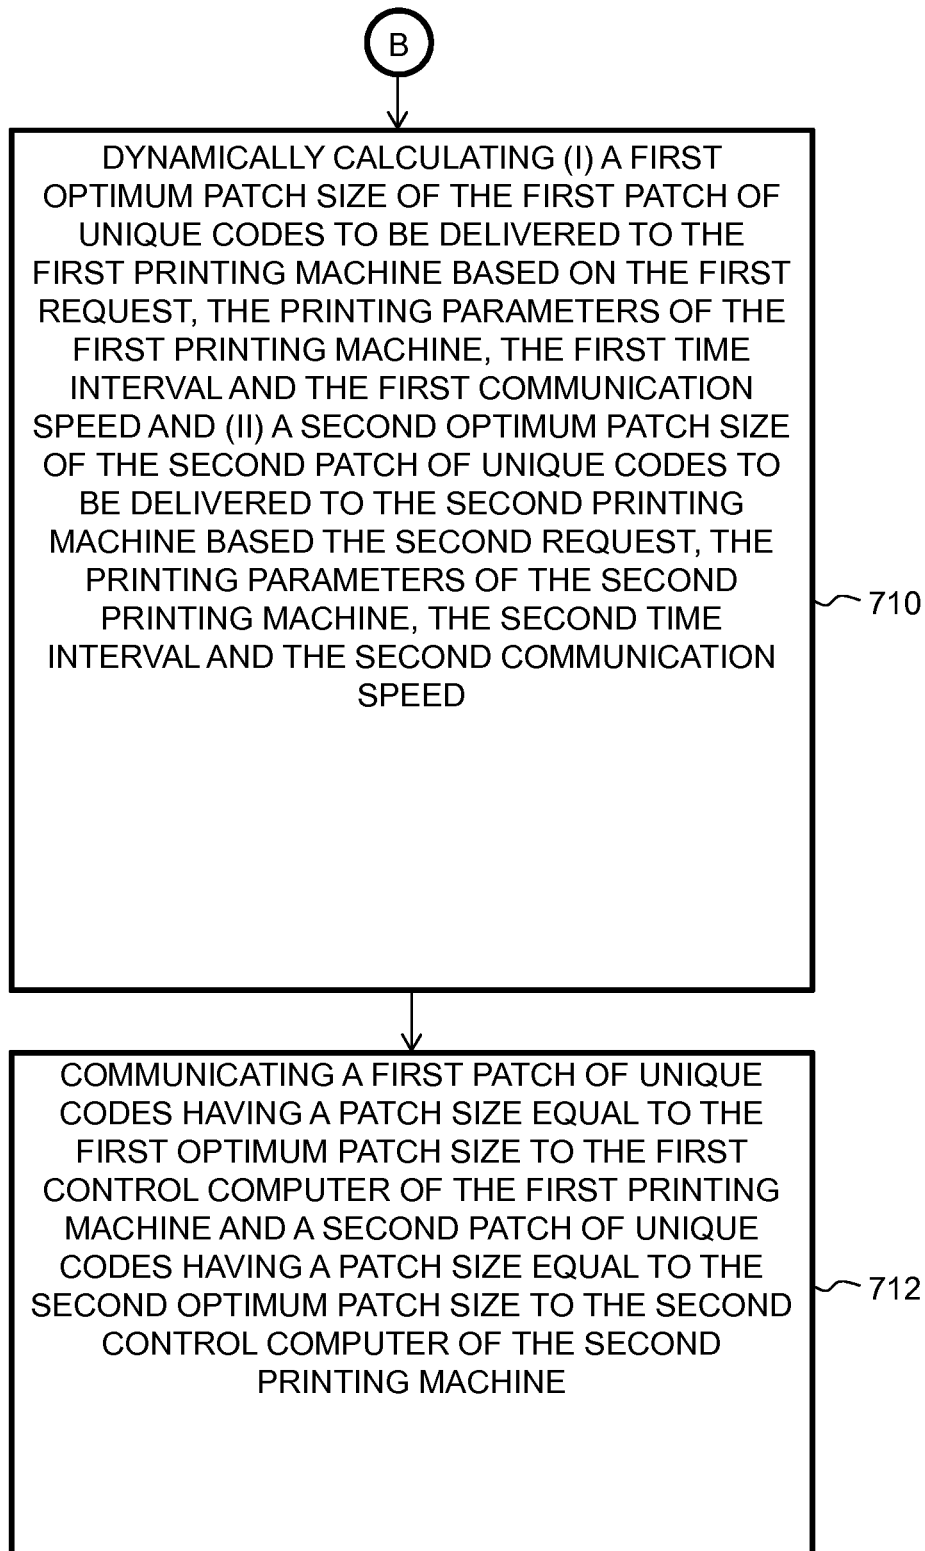 B
DYNAMICALLY CALCULATING (I) A FIRST
OPTIMUM PATCH SIZE OF THE FIRST PATCH OF
UNIQUE CODES TO BE DELIVERED TO THE
FIRST PRINTING MACHINE BASED ON THE FIRST
REQUEST, THE PRINTING PARAMETERS OF THE
FIRST PRINTING MACHINE, THE FIRST TIME
INTERVAL AND THE FIRST COMMUNICATION
SPEED AND (II) A SECOND OPTIMUM PATCH SIZE
OF THE SECOND PATCH OF UNIQUE CODES TO
BE DELIVERED TO THE SECOND PRINTING
MACHINE BASED THE SECOND REQUEST, THE
PRINTING PARAMETERS OF THE SECOND
PRINTING MACHINE, THE SECOND TIME
INTERVAL AND THE SECOND COMMUNICATION
SPEED
710
COMMUNICATING A FIRST PATCH OF UNIQUE
CODES HAVING A PATCH SIZE EQUAL TO THE
FIRST OPTIMUM PATCH SIZE TO THE FIRST
CONTROL COMPUTER OF THE FIRST PRINTING
MACHINE AND A SECOND PATCH OF UNIQUE
CODES HAVING A PATCH SIZE EQUAL TO THE
SECOND OPTIMUM PATCH SIZE TO THE SECOND
CONTROL COMPUTER OF THE SECOND
PRINTING MACHINE
712